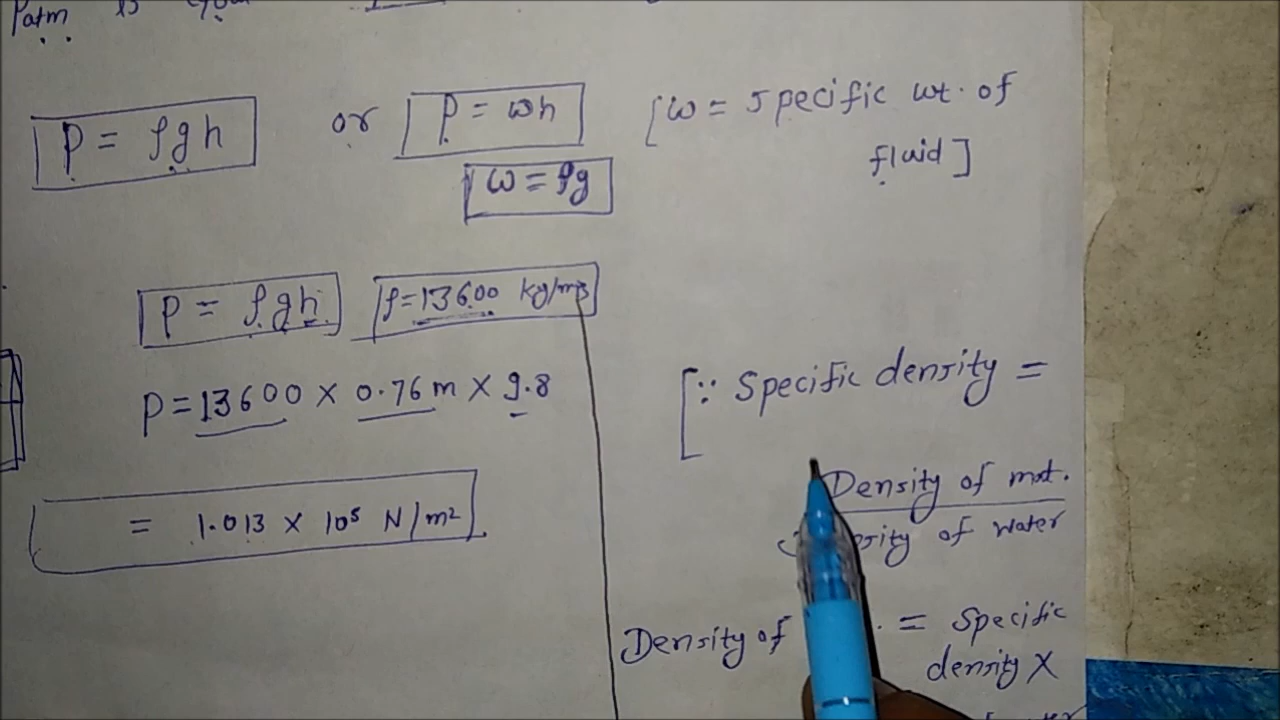 Patm is
P = ρgh or P = ωh [ω = specific wt. of
fluid]
ω = ρg
P = ρgh. ρ=13600 kg/m3
P = 13600 × 0.76 m × 9.8
= 1.013 × 10⁵ N/m²
[∵ Specific density =
Density of mat.
of water
Density of = Specific
density ×